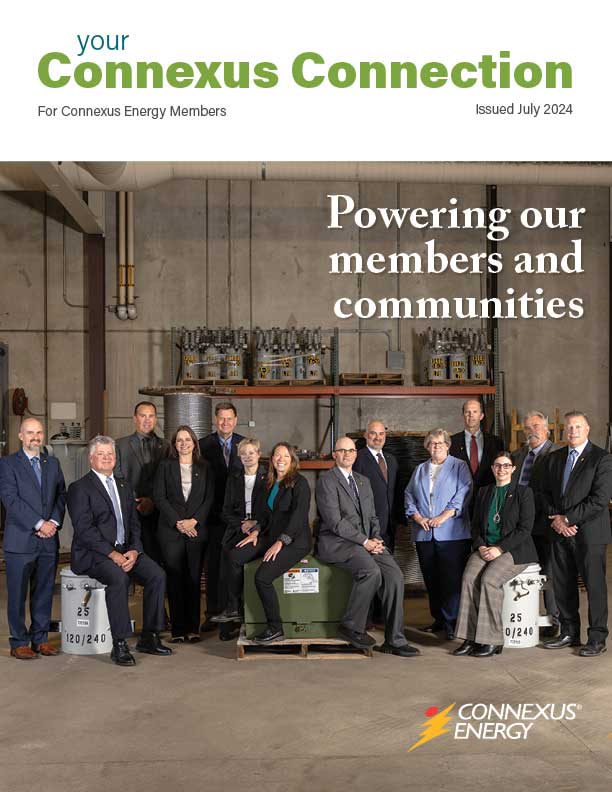 your
Connexus Connection
For Connexus Energy Members
Issued July 2024
Powering our
members and
communities
25
120/240
25
0/240
CONNEXUS®
ENERGY